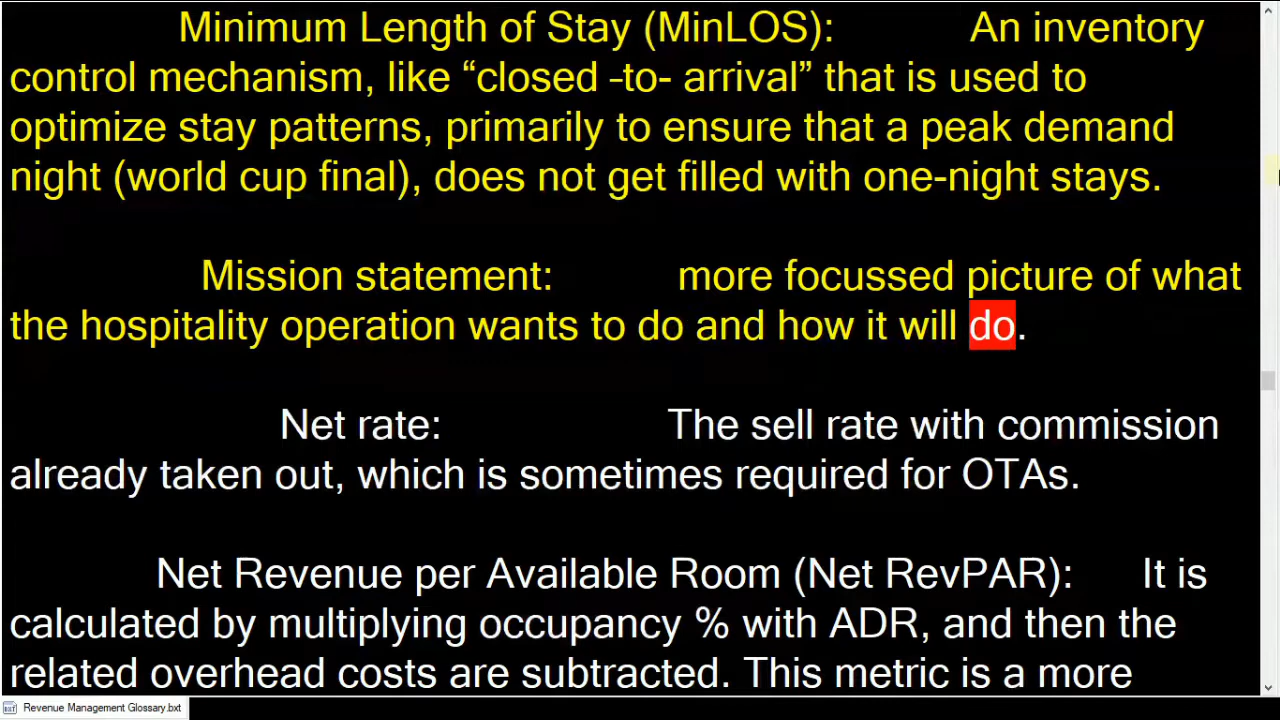 Minimum Length of Stay (MinLOS): An inventory
control mechanism, like “closed –to- arrival” that is used to
optimize stay patterns, primarily to ensure that a peak demand
night (world cup final), does not get filled with one-night stays.
Mission statement: more focussed picture of what
the hospitality operation wants to do and how it will do.
Net rate: The sell rate with commission
already taken out, which is sometimes required for OTAs.
Net Revenue per Available Room (Net RevPAR): It is
calculated by multiplying occupancy % with ADR, and then the
related overhead costs are subtracted. This metric is a more
Revenue Management Glossary.bxt